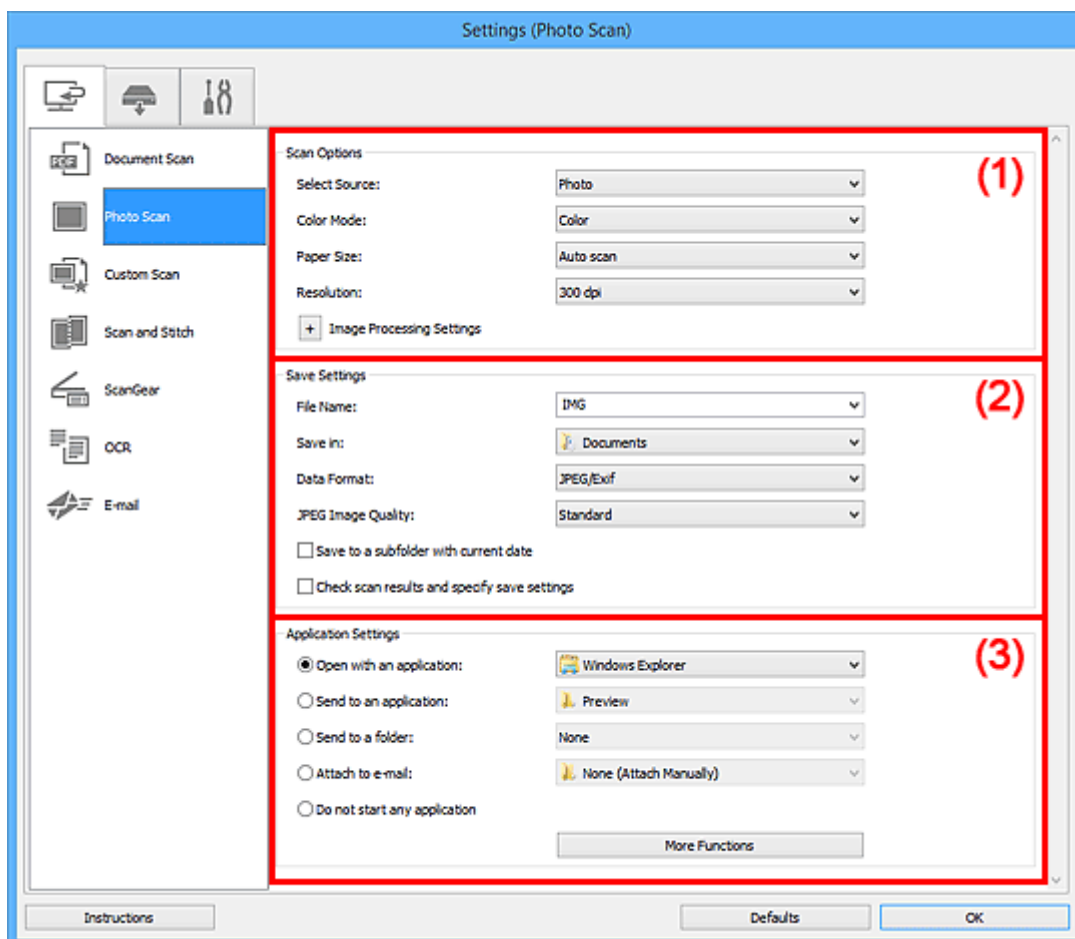 Settings (Photo Scan)
PDF
Document Scan
Photo Scan
Custom Scan
Scan and Stitch
ScanGear
OCR
E-mail
Scan Options
(1)
Select Source: Photo
Color Mode: Color
Paper Size: Auto scan
Resolution: 300 dpi
+ Image Processing Settings
Save Settings
(2)
File Name: IMG
Save in: Documents
Data Format: JPEG/Exif
JPEG Image Quality: Standard
Save to a subfolder with current date
Check scan results and specify save settings
Application Settings
(3)
Open with an application: Windows Explorer
Send to an application: Preview
Send to a folder: None
Attach to e-mail: None (Attach Manually)
Do not start any application
More Functions
Instructions Defaults OK